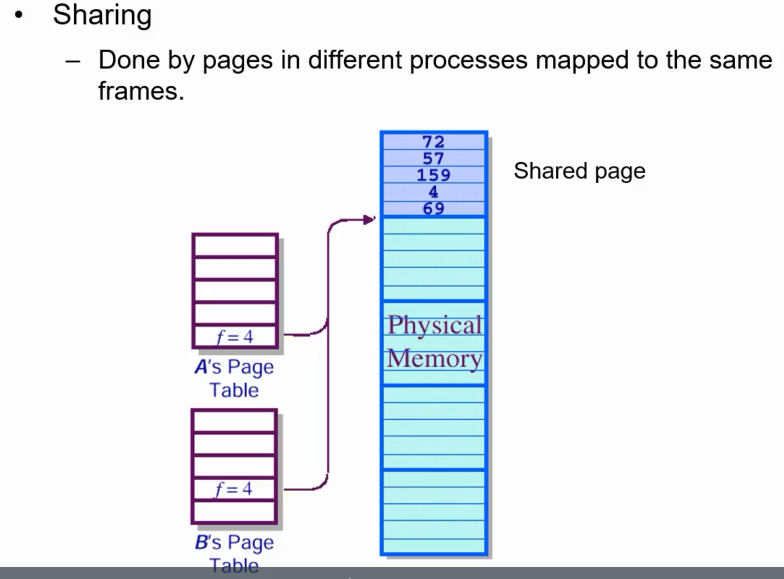 • Sharing
– Done by pages in different processes mapped to the same
frames.
72
57
159
4
69
Shared page
f = 4
A's Page
Table
Physical
Memory
f = 4
B's Page
Table